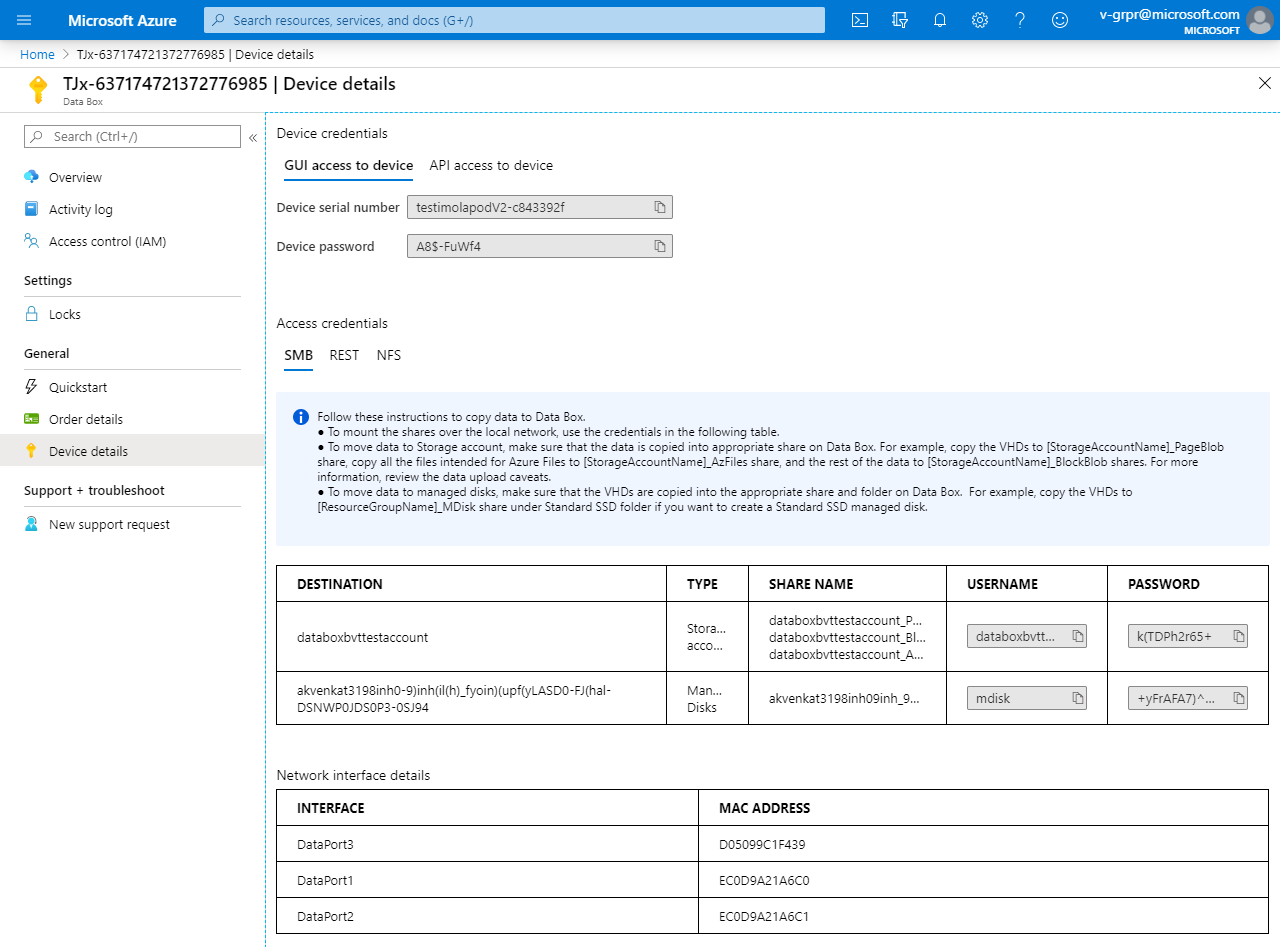 Microsoft Azure
Search resources, services, and docs (G+/)
v-grpr@microsoft.com
MICROSOFT
Home > TJx-637174721372776985 | Device details
TJx-637174721372776985 | Device details
Data Box
Search (Ctrl+/)
Overview
Activity log
Access control (IAM)
Settings
Locks
General
Quickstart
Order details
Device details
Support + troubleshoot
New support request
Device credentials
GUI access to device API access to device
Device serial number testimolapodV2-c843392f
Device password A8$-FuWf4
Access credentials
SMB REST NFS
Follow these instructions to copy data to Data Box.
● To mount the shares over the local network, use the credentials in the following table.
● To move data to Storage account, make sure that the data is copied into appropriate share on Data Box. For example, copy the VHDs to [StorageAccountName]_PageBlob
share, copy all the files intended for Azure Files to [StorageAccountName]_AzFiles share, and the rest of the data to [StorageAccountName]_BlockBlob shares. For more
information, review the data upload caveats.
● To move data to managed disks, make sure that the VHDs are copied into the appropriate share and folder on Data Box. For example, copy the VHDs to
[ResourceGroupName]_MDisk share under Standard SSD folder if you want to create a Standard SSD managed disk.
DESTINATION TYPE SHARE NAME USERNAME PASSWORD
databoxbvttestaccount
Stora...
acco...
databoxbvttestaccount_P...
databoxbvttestaccount_Bl...
databoxbvttestaccount_A...
databoxbvtt...
k(TDPh2r65+
akvenkat3198inh0-9)inh(il(h)_fyoin)(upf(yLASD0-FJ(hal-
DSNWP0JDS0P3-0SJ94
Man...
Disks
akvenkat3198inh09inh_9...
mdisk
+yFrAFA7)^...
Network interface details
INTERFACE MAC ADDRESS
DataPort3 D05099C1F439
DataPort1 EC0D9A21A6C0
DataPort2 EC0D9A21A6C1